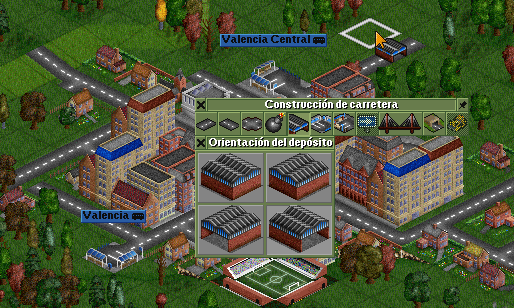 Valencia Central
Construcción de carretera
Orientación del depósito
Valencia